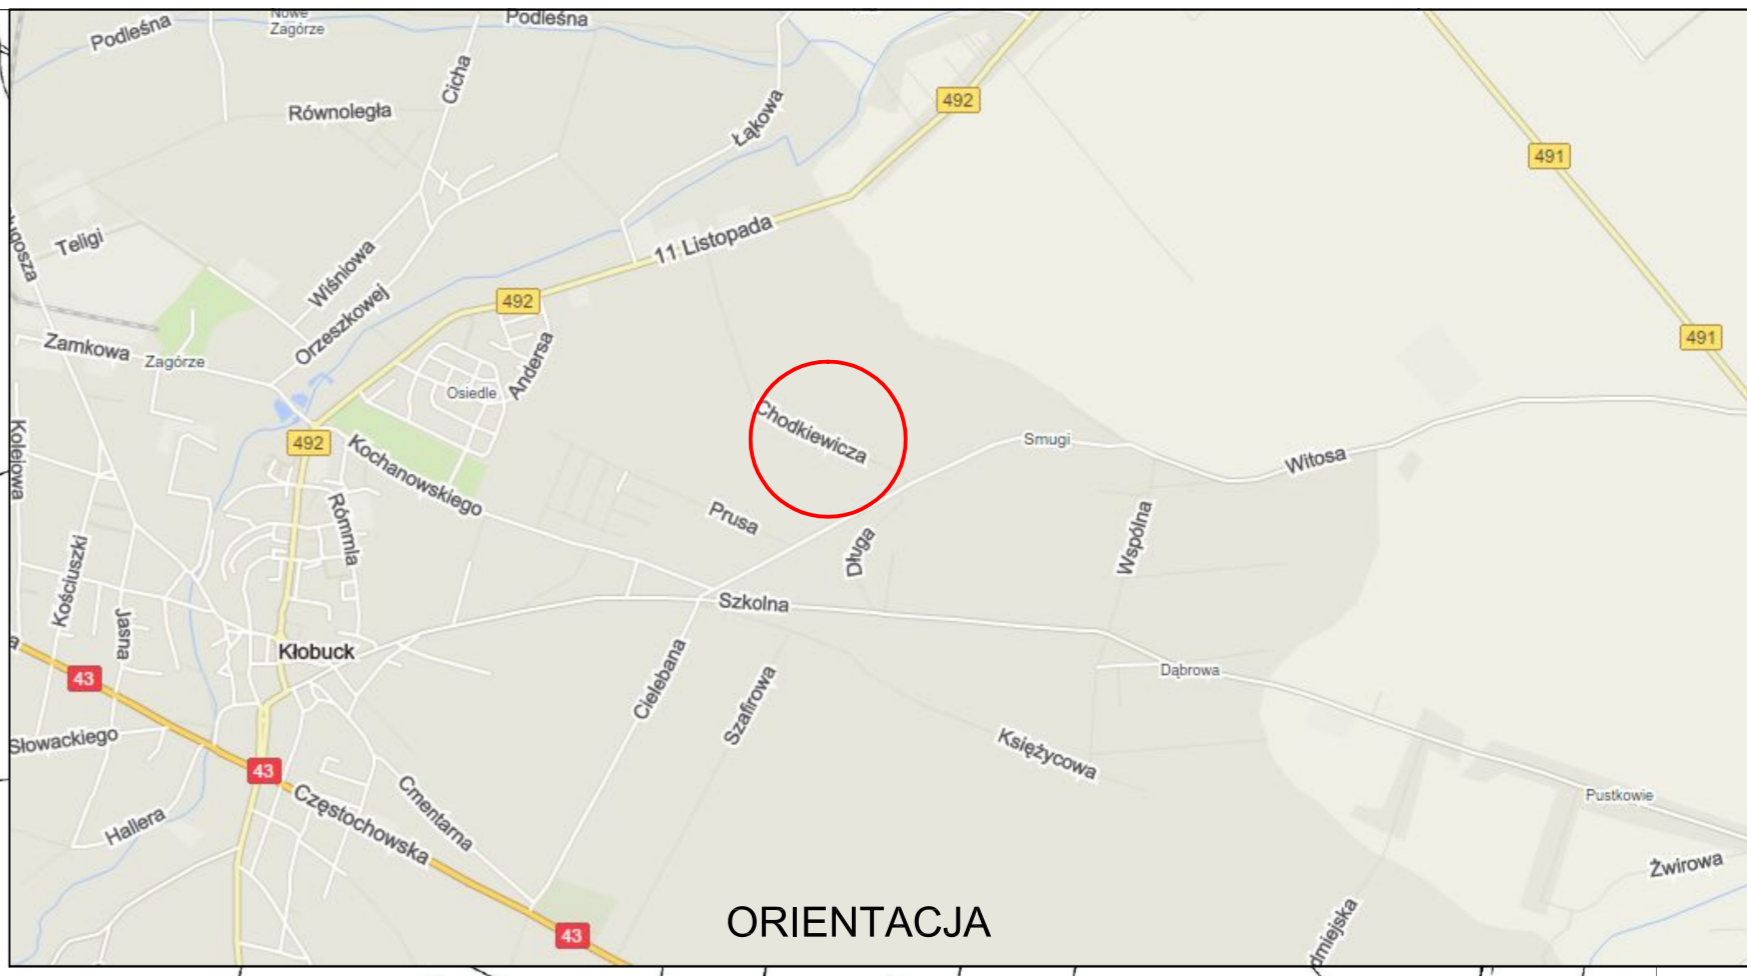 Podleśna
Nowe
Zagórze
Podleśna
Cicha
Równoległa
Łąkowa
492
491
Teligi
11 Listopada
Wiśniowa
Orzeszkowej
492
491
Zamkowa
Zagórze
Andersa
Osiedle
Chodkiewicza
Kolejowa
492
Kochanowskiego
Smugi
Witosa
Rómmla
Prusa
Długa
Wspólna
Kościuszki
Jasna
Szkolna
Kłobuck
Cielebana
Szafirowa
Dąbrowa
43
Słowackiego
Księżycowa
43
Częstochowska
Cmentarna
Hallera
Pustkowie
Żwirowa
ORIENTACJA
43